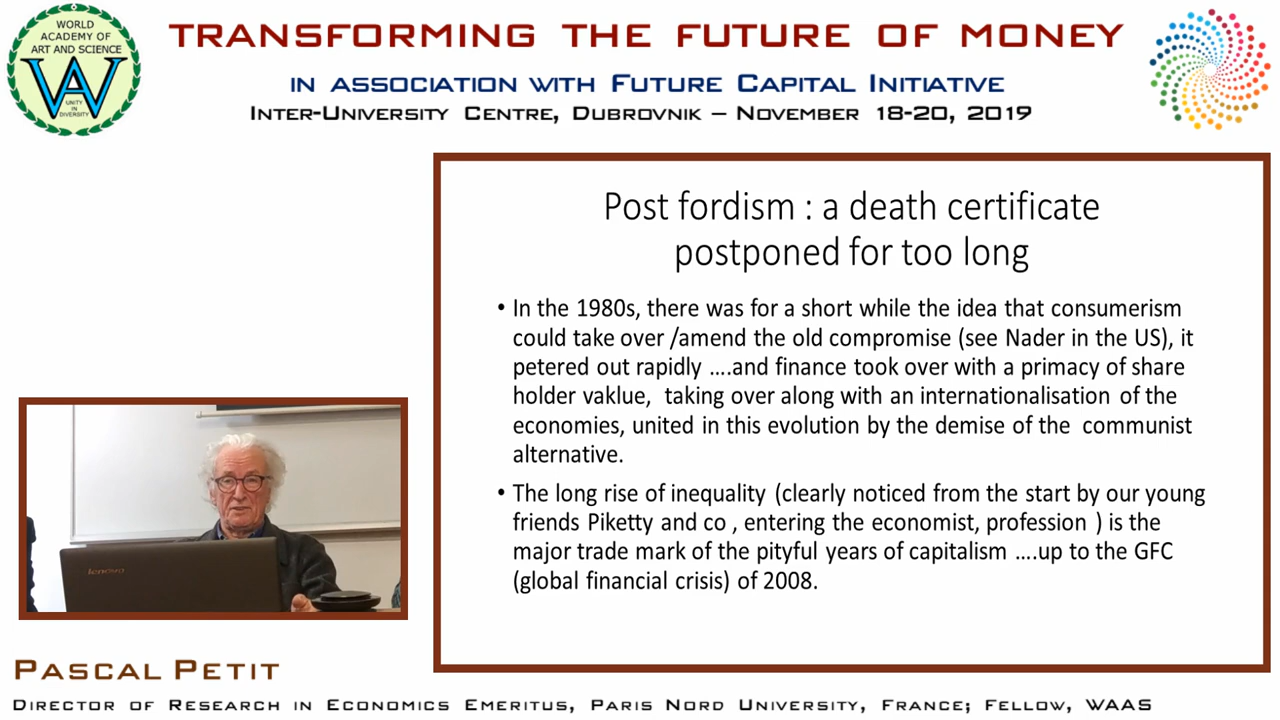 WORLD
ACADEMY OF
ART AND SCIENCE
WA
UNITY
IN
DIVERSITY
TRANSFORMING THE FUTURE OF MONEY
IN ASSOCIATION WITH FUTURE CAPITAL INITIATIVE
INTER-UNIVERSITY CENTRE, DUBROVNIK – NOVEMBER 18-20, 2019
Post fordism : a death certificate
postponed for too long
• In the 1980s, there was for a short while the idea that consumerism
could take over /amend the old compromise (see Nader in the US), it
petered out rapidly ....and finance took over with a primacy of share
holder vaklue, taking over along with an internationalisation of the
economies, united in this evolution by the demise of the communist
alternative.
• The long rise of inequality (clearly noticed from the start by our young
friends Piketty and co , entering the economist, profession ) is the
major trade mark of the pityful years of capitalism ....up to the GFC
(global financial crisis) of 2008.
lenovo
PASCAL PETIT
DIRECTOR OF RESEARCH IN ECONOMICS EMERITUS, PARIS NORD UNIVERSITY, FRANCE; FELLOW, WAAS